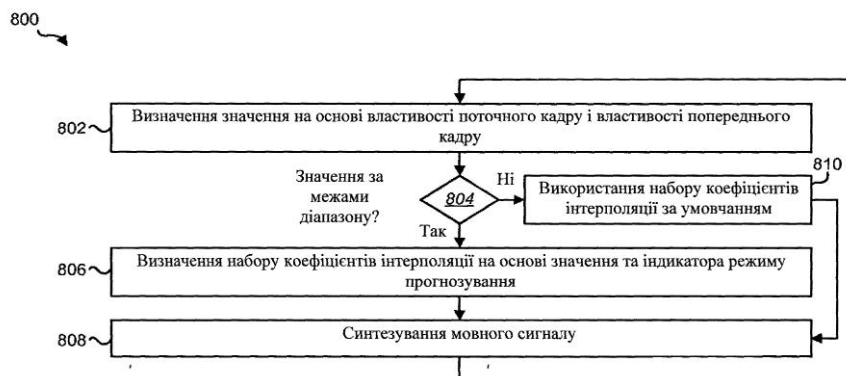 800
802
Визначення значення на основі властивості поточного кадру і властивості попереднього
кадру
Значення за
межами
діапазону?
804
Ні
810
Використання набору коефіцієнтів
інтерполяції за умовчанням
Так
806
Визначення набору коефіцієнтів інтерполяції на основі значення та індикатора режиму
прогнозування
808
Синтезування мовного сигналу